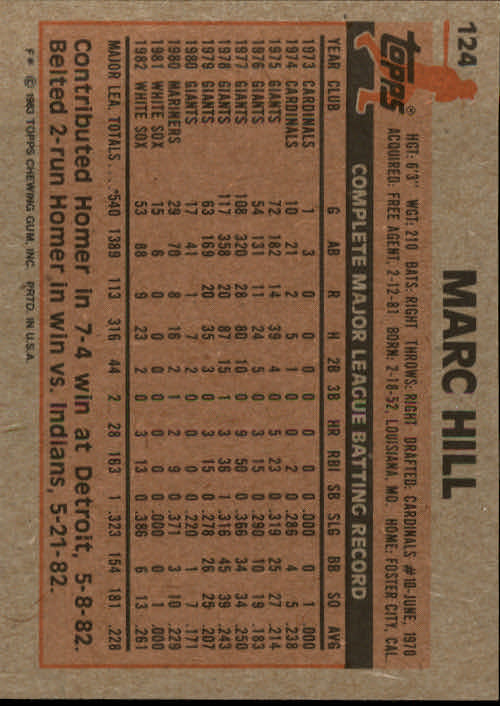 124
Topps®
MARC HILL
HGT: 6'3" WGT: 210 BATS: RIGHT THROWS: RIGHT DRAFTED: CARDINALS #10-JUNE, 1970
ACQUIRED: FREE AGENT, 2-12-81 BORN: 2-18-52, LOUISIANA, MO. HOME: FOSTER CITY, CAL.
COMPLETE MAJOR LEAGUE BATTING RECORD
YEAR CLUB G AB R H 2B 3B HR RBI SB SLG BB SO AVG
1973 CARDINALS 1 3 0 0 0 0 0 0 0 .000 0 1 .000
1974 CARDINALS 10 21 2 5 1 0 0 2 0 .286 4 5 .238
1975 GIANTS 72 182 14 39 4 0 5 23 0 .319 25 27 .214
1976 GIANTS 54 131 11 24 5 0 3 15 0 .290 10 19 .183
1977 GIANTS 108 320 28 80 10 0 9 50 0 .366 34 34 .250
1978 GIANTS 117 358 20 87 15 1 3 36 1 .316 45 39 .243
1979 GIANTS 63 169 20 35 3 0 3 15 0 .278 26 25 .207
1980 GIANTS 17 41 1 7 2 0 0 0 0 .220 1 7 .171
1980 MARINERS 29 70 8 16 2 1 2 9 0 .371 3 10 .229
1981 WHITE SOX 15 6 0 0 0 0 0 0 0 .000 0 1 .000
1982 WHITE SOX 53 88 9 23 2 0 3 13 0 .386 6 13 .261
MAJOR LEA. TOTALS .... *540 1389 113 316 44 2 28 163 1 .323 154 181 .228
Contributed Homer in 7-4 win at Detroit, 5-8-82.
Belted 2-run Homer in win vs. Indians, 5-21-82.
F* © 1983 TOPPS CHEWING GUM, INC. PRTD. IN U.S.A.